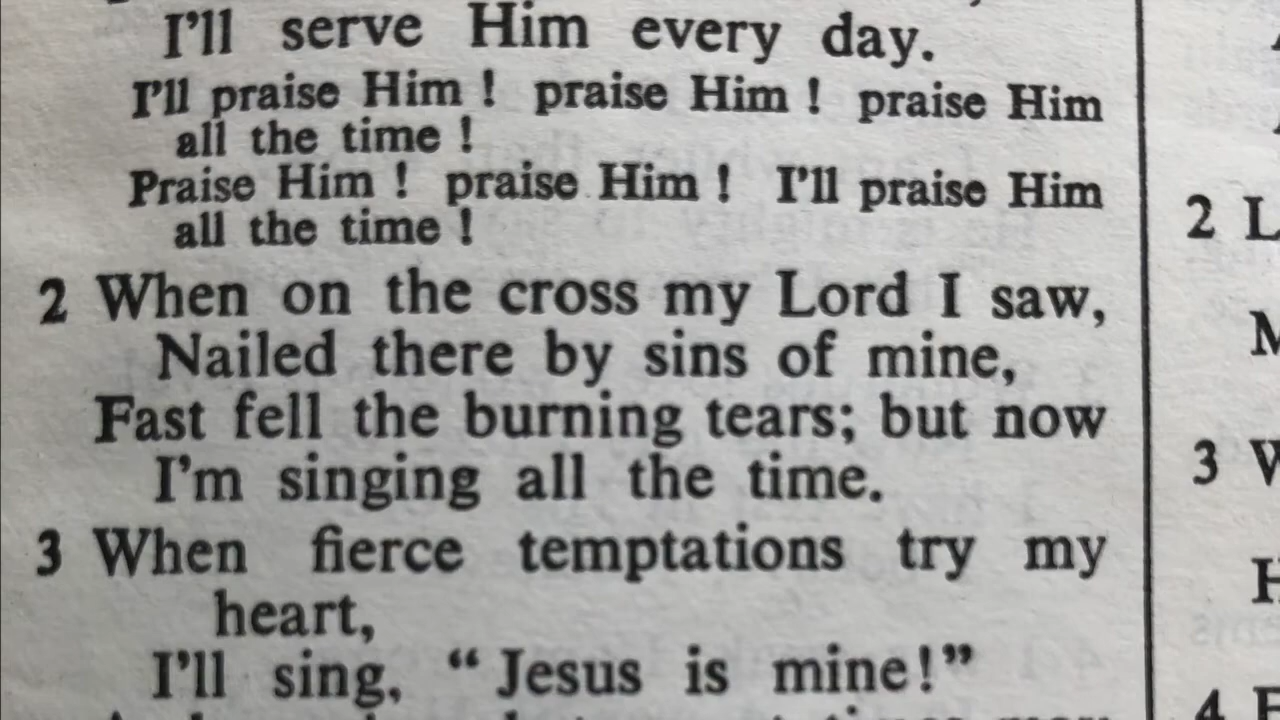 I'll serve Him every day.
I'll praise Him ! praise Him ! praise Him
all the time !
Praise Him ! praise Him ! I'll praise Him
all the time !
2 When on the cross my Lord I saw,
Nailed there by sins of mine,
Fast fell the burning tears; but now
I'm singing all the time.
3 When fierce temptations try my
heart,
I'll sing, “ Jesus is mine!”
2 L
M
3 W
H
4